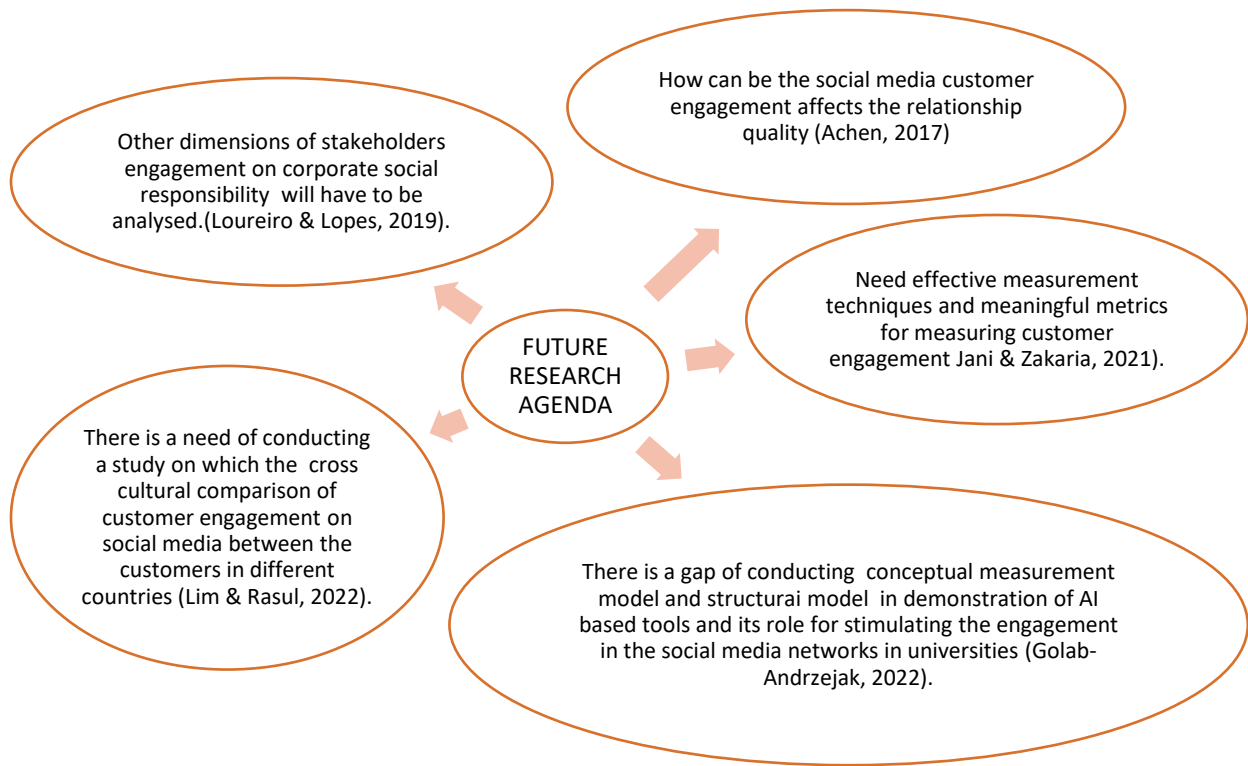 How can be the social media customer
engagement affects the relationship
quality (Achen, 2017)
Other dimensions of stakeholders
engagement on corporate social
responsibility  will have to be
analysed.(Loureiro & Lopes, 2019).
Need effective measurement
techniques and meaningful metrics
for measuring customer
engagement Jani & Zakaria, 2021).
FUTURE
RESEARCH
AGENDA
There is a need of conducting
a study on which the  cross
cultural comparison of
customer engagement on
social media between the
customers in different
countries (Lim & Rasul, 2022).
There is a gap of conducting  conceptual measurement
model and structurai model  in demonstration of AI
based tools and its role for stimulating the engagement
in the social media networks in universities (Golab-
Andrzejak, 2022).